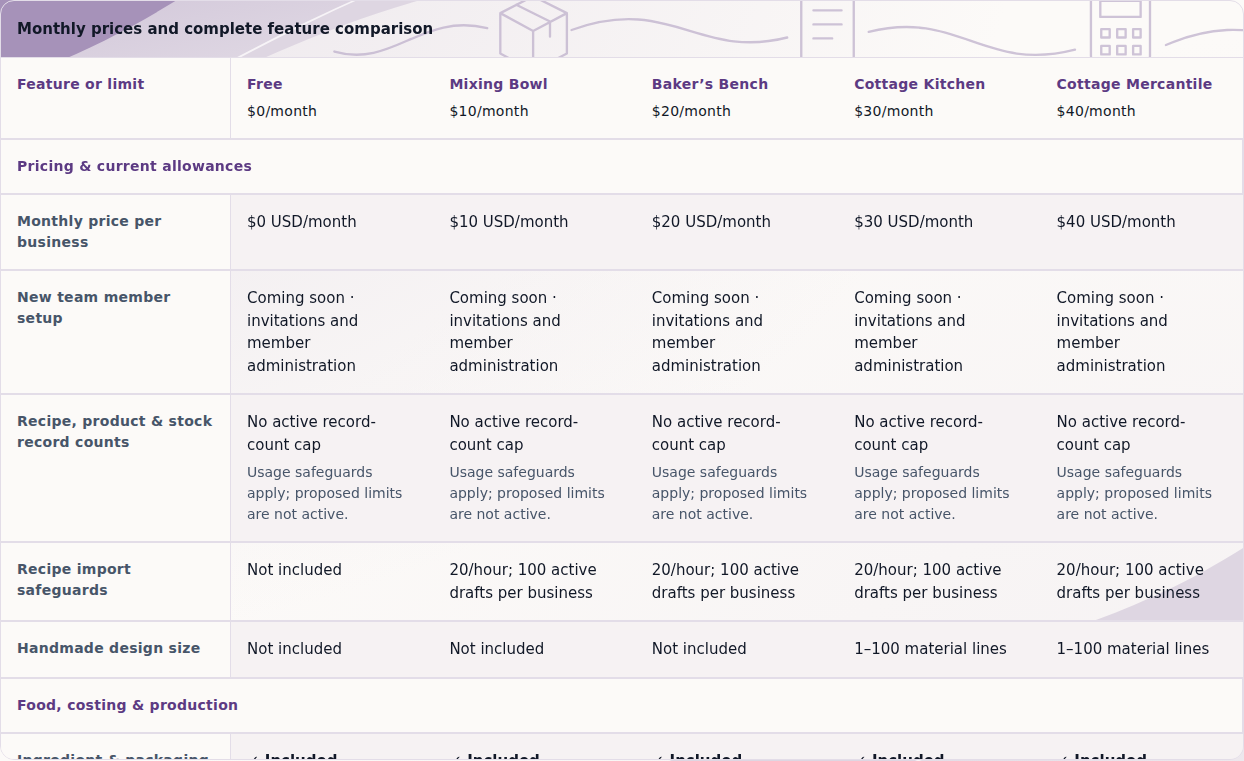 Monthly prices and complete feature comparison
Feature or limit Free Mixing Bowl Baker’s Bench Cottage Kitchen Cottage Mercantile
$0/month $10/month $20/month $30/month $40/month
Pricing & current allowances
Monthly price per $0 USD/month $10 USD/month $20 USD/month $30 USD/month $40 USD/month
business
New team member Coming soon · Coming soon · Coming soon · Coming soon · Coming soon ·
setup invitations and invitations and invitations and invitations and invitations and
member member member member member
administration administration administration administration administration
Recipe, product & stock No active record- No active record- No active record- No active record- No active record-
record counts count cap count cap count cap count cap count cap
Usage safeguards Usage safeguards Usage safeguards Usage safeguards Usage safeguards
apply; proposed limits apply; proposed limits apply; proposed limits apply; proposed limits apply; proposed limits
are not active. are not active. are not active. are not active. are not active.
Recipe import Not included 20/hour; 100 active 20/hour; 100 active 20/hour; 100 active 20/hour; 100 active
safeguards drafts per business drafts per business drafts per business drafts per business
Handmade design size Not included Not included Not included 1–100 material lines 1–100 material lines
Food, costing & production
Ingredient & packaging ✓ Included ✓ Included ✓ Included ✓ Included ✓ Included